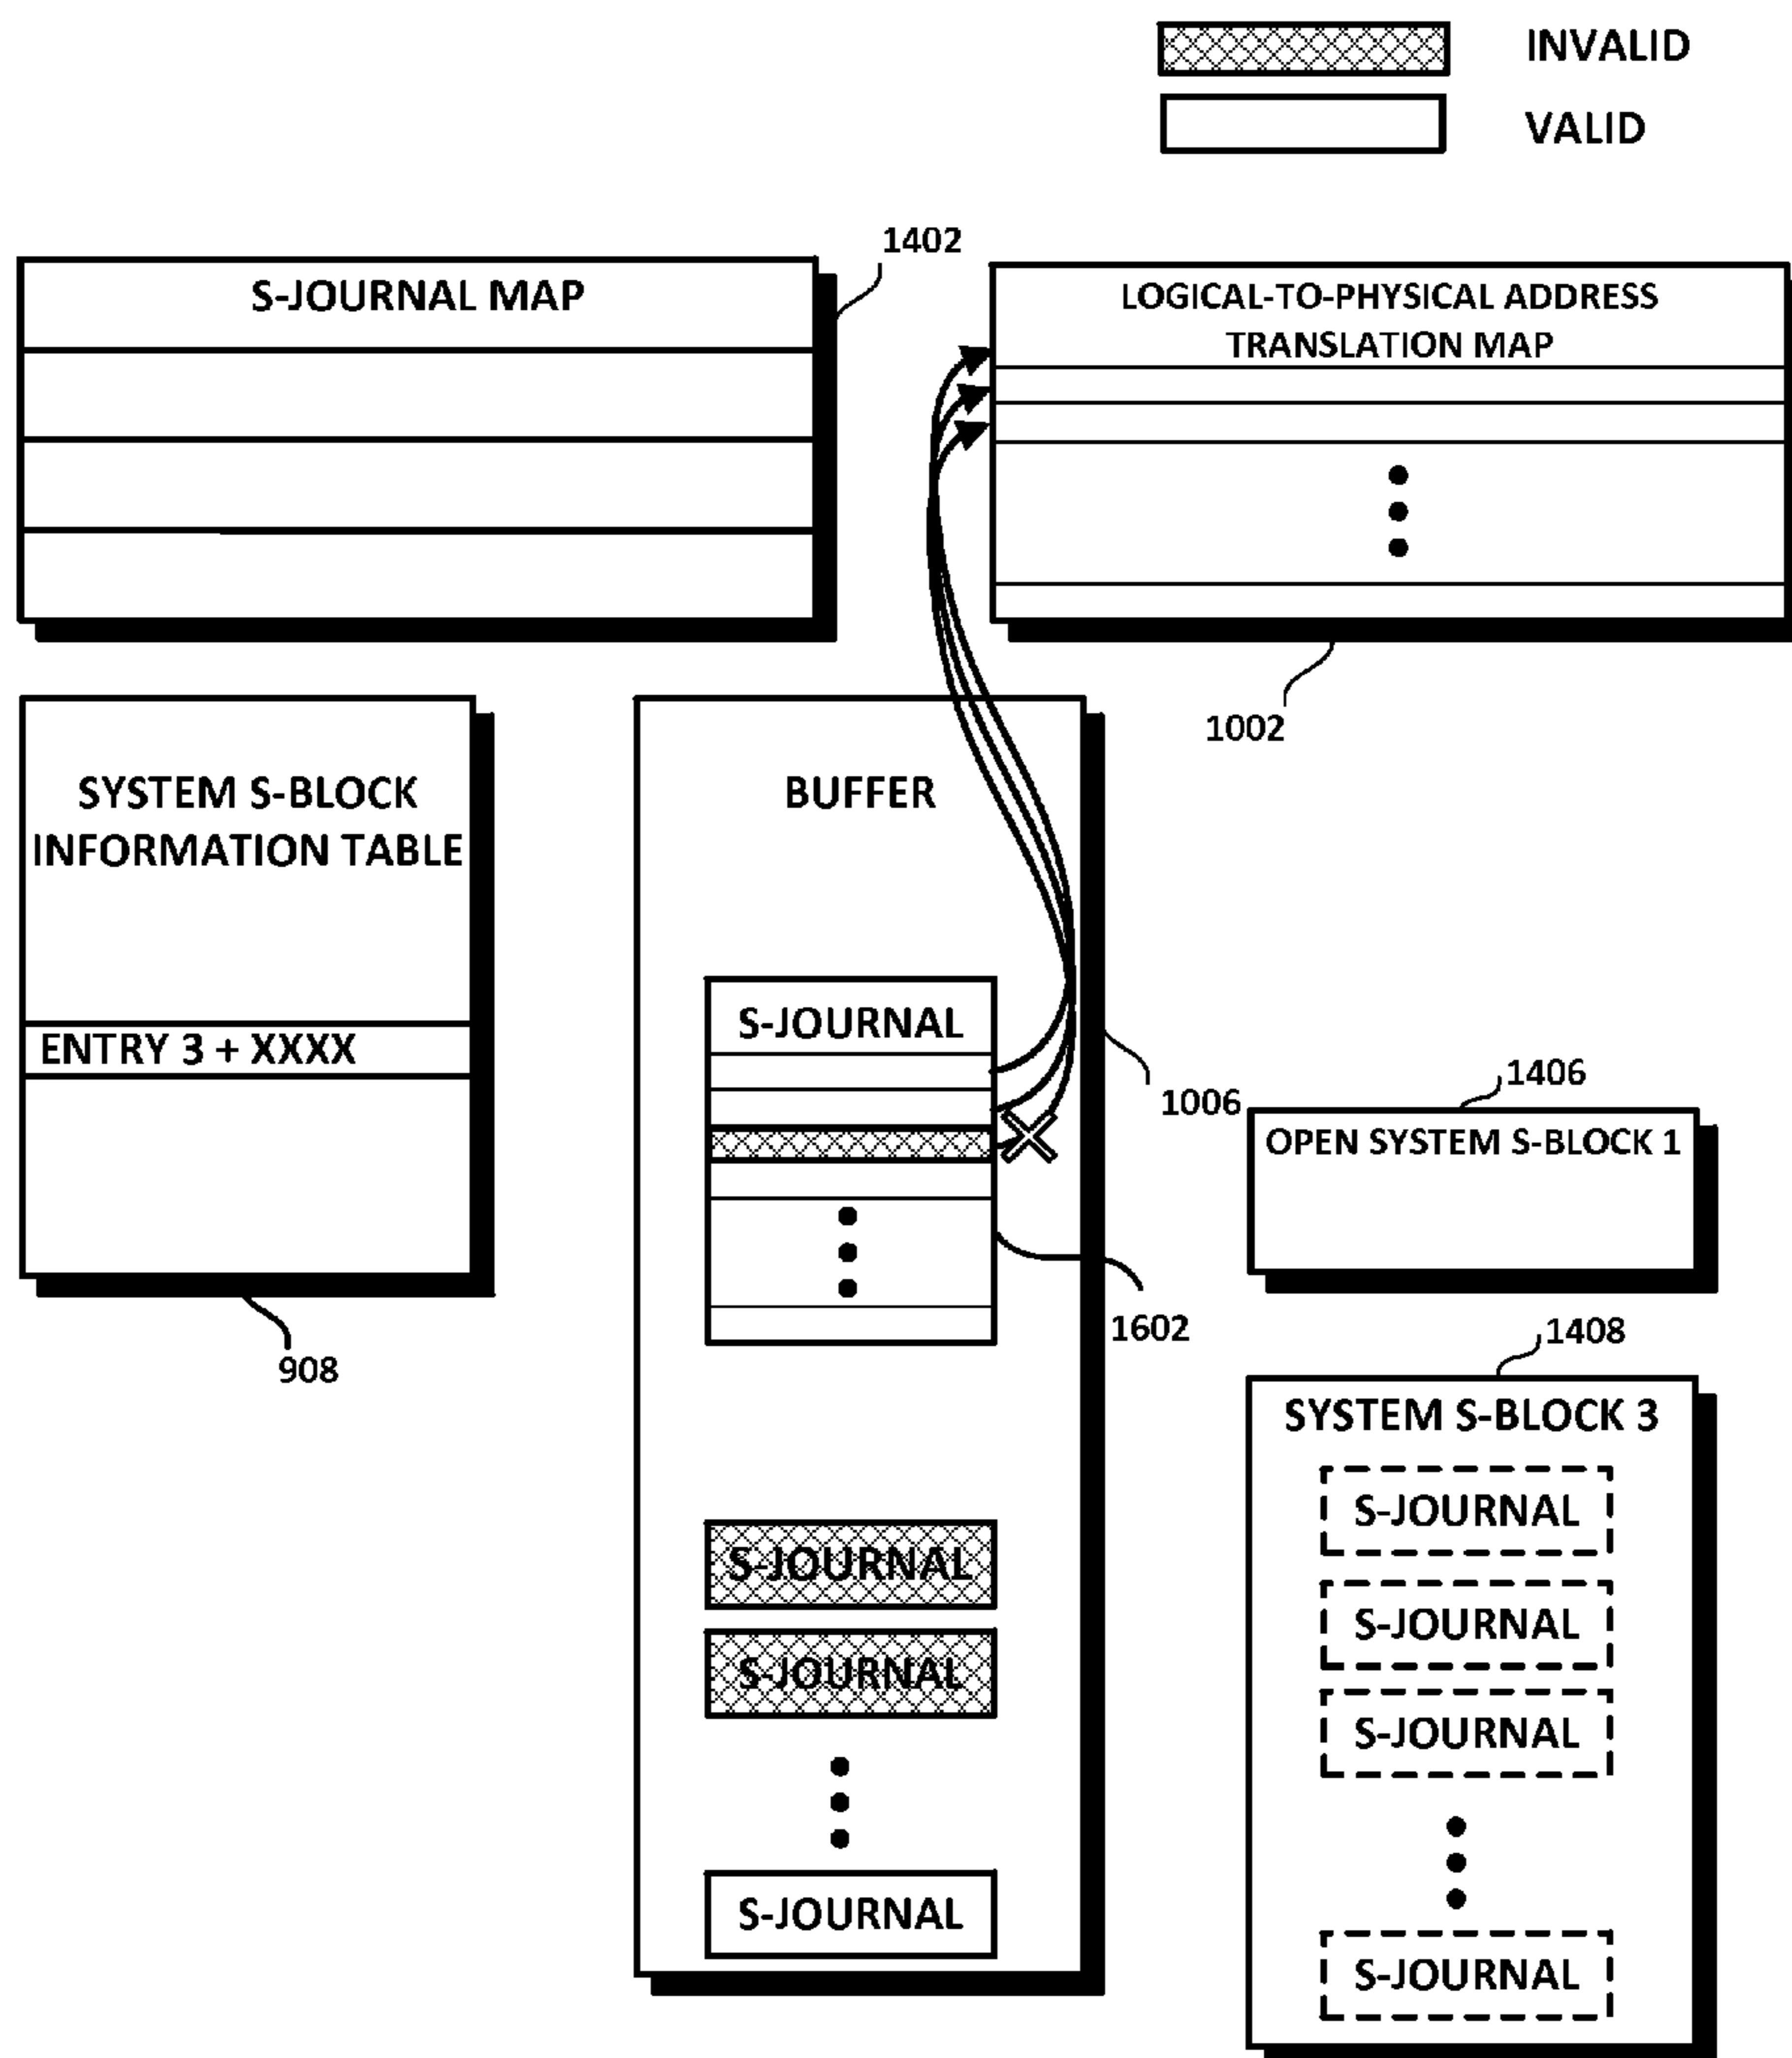 INVALID
VALID
1402
S-JOURNAL MAP
LOGICAL-TO-PHYSICAL ADDRESS
TRANSLATION MAP
1002
SYSTEM S-BLOCK
INFORMATION TABLE
ENTRY 3 + XXXX
908
BUFFER
S-JOURNAL
1006
1602
S-JOURNAL
S-JOURNAL
S-JOURNAL
1406
OPEN SYSTEM S-BLOCK 1
1408
SYSTEM S-BLOCK 3
S-JOURNAL
S-JOURNAL
S-JOURNAL
S-JOURNAL